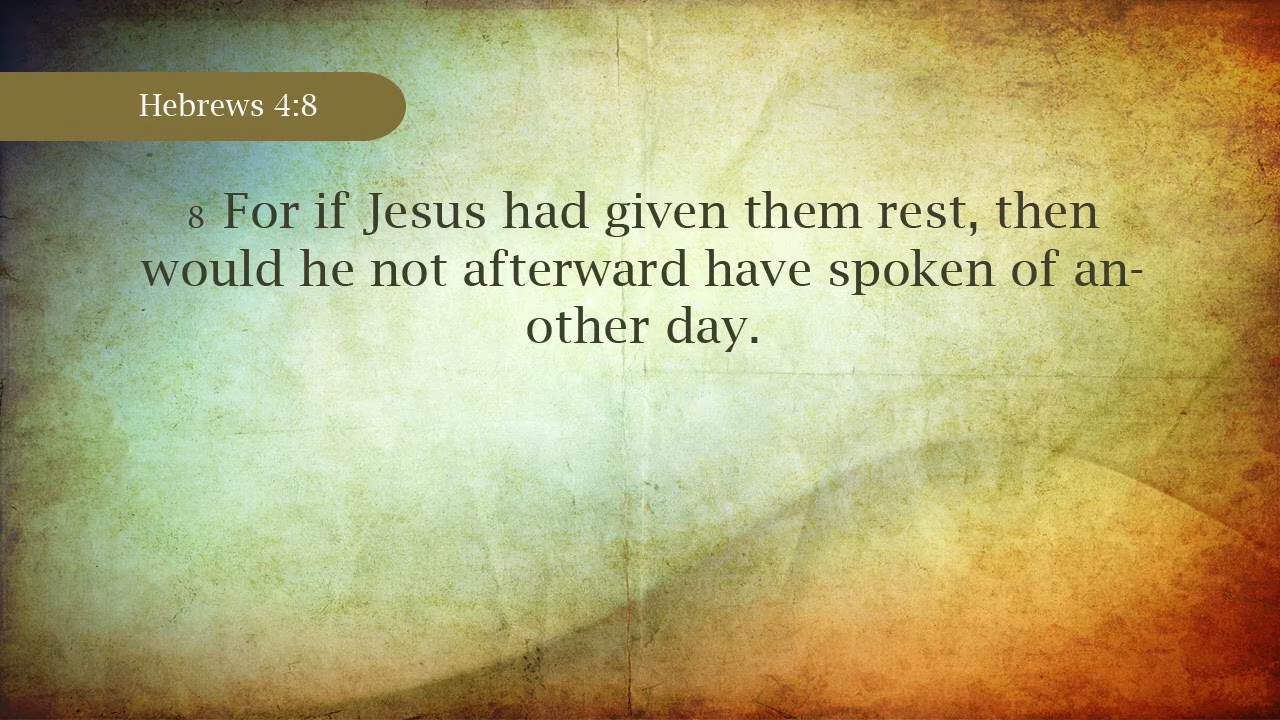 Hebrews 4:8
8 For if Jesus had given them rest, then
would he not afterward have spoken of an-
other day.